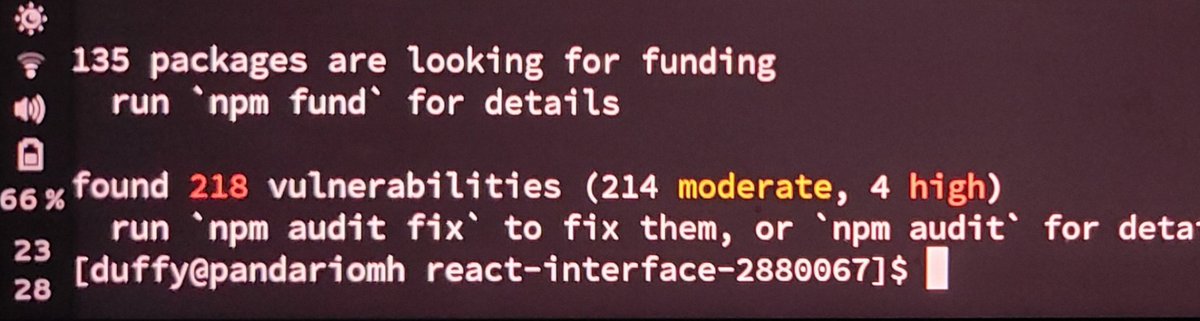 135 packages are looking for funding
run `npm fund` for details
found 218 vulnerabilities (214 moderate, 4 high)
run `npm audit fix` to fix them, or `npm audit` for deta
[duffy@pandariomh react-interface-2880067]$
66%
23
28